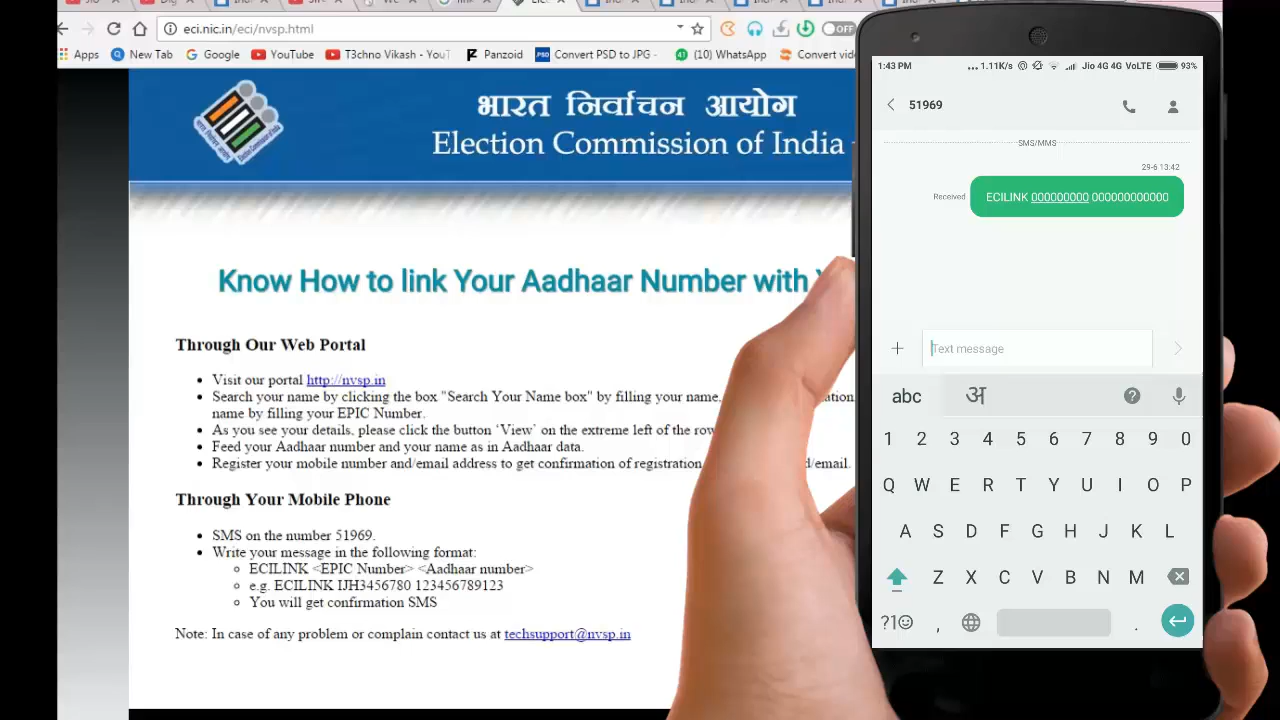 eci.nic.in/eci/nvsp.html
OFF
Apps New Tab Google YouTube T3chno Vikash - YouT Panzoid Convert PSD to JPG - (10) WhatsApp Convert video
भारत निर्वाचन आयोग
Election Commission of India
Know How to link Your Aadhaar Number with
Through Our Web Portal
Visit our portal http://nvsp.in
Search your name by clicking the box "Search Your Name box" by filling your name,
name by filling your EPIC Number.
As you see your details, please click the button ‘View’ on the extreme left of the row
Feed your Aadhaar number and your name as in Aadhaar data.
Register your mobile number and/email address to get confirmation of registration /email.
Through Your Mobile Phone
SMS on the number 51969.
Write your message in the following format:
ECILINK <EPIC Number> <Aadhaar number>
e.g. ECILINK IJH3456780 123456789123
You will get confirmation SMS
Note: In case of any problem or complain contact us at techsupport@nvsp.in
1:43 PM ... 1.11K/s Jio 4G 4G VoLTE 93%
51969
SMS/MMS
29-6 13:42
Received ECILINK 000000000 000000000000
Text message
abc अ
1 2 3 4 5 6 7 8 9 0
Q W E R T Y U I O P
A S D F G H J K L
Z X C V B N M
?1☺ , .